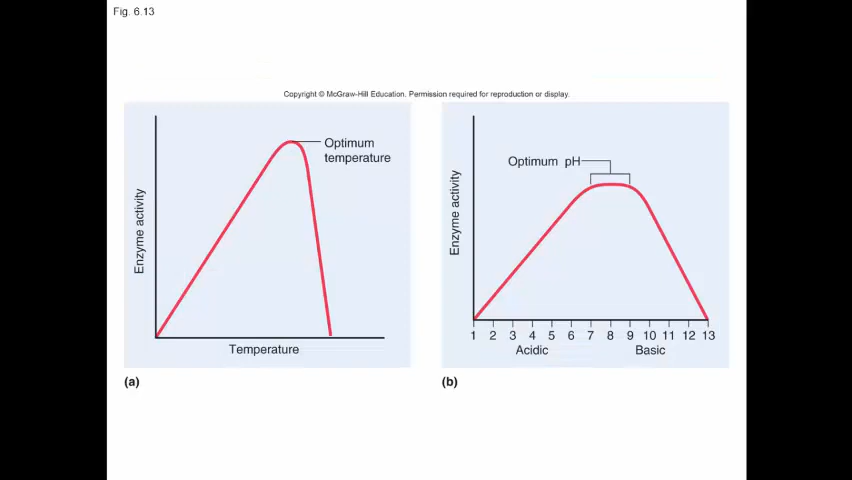 Fig. 6.13
Copyright © McGraw-Hill Education. Permission required for reproduction or display.
Optimum
temperature
Enzyme activity
Temperature
(a)
Optimum pH
Enzyme activity
1 2 3 4 5 6 7 8 9 10 11 12 13
Acidic Basic
(b)